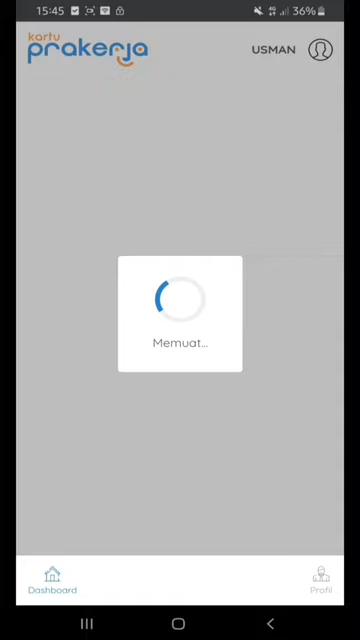 15:45
36%
kartu
prakerja
USMAN
Memuat...
Dashboard
Profil